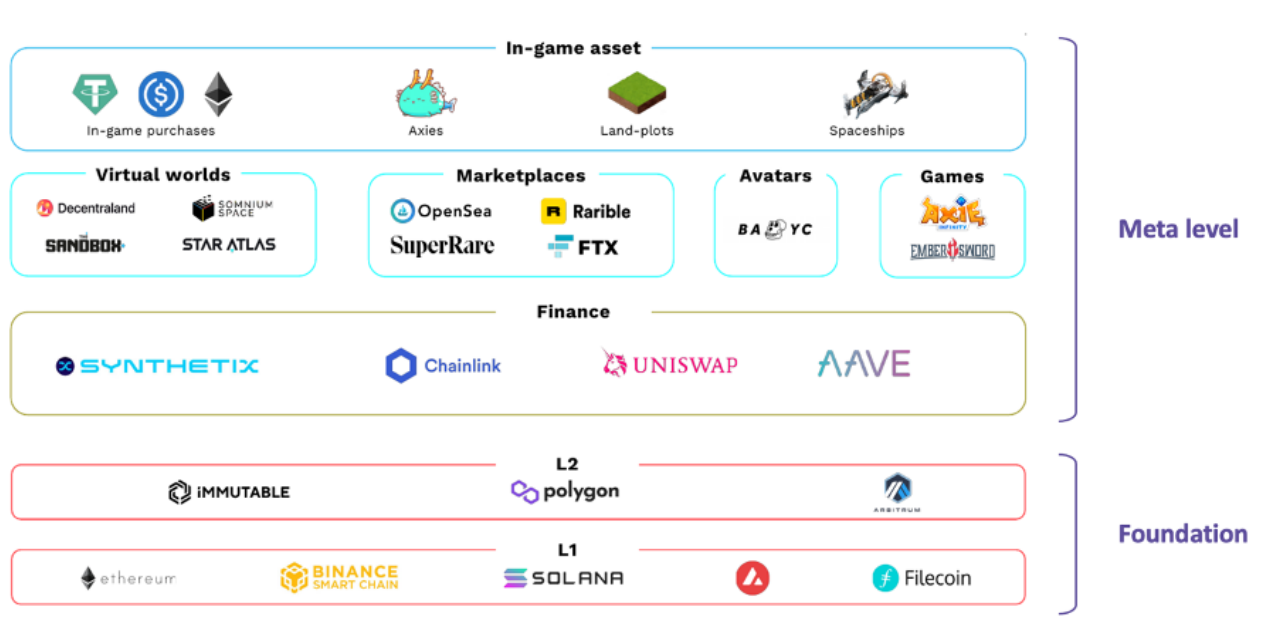 In-game asset
In-game purchases
Axies
Land-plots
Spaceships
Virtual worlds
Decentraland
SOMNIUM
SPACE
SANDBOX
STAR ATLAS
Marketplaces
OpenSea
Rarible
SuperRare
FTX
Avatars
BA YC
Games
AXIE
INFINITY
EMBER SWORD
Meta level
Finance
SYNTHETIX
Chainlink
UNISWAP
AAVE
L2
iMMUTABLE
polygon
ARBITRUM
Foundation
L1
ethereum
BINANCE
SMART CHAIN
SOLANA
Filecoin